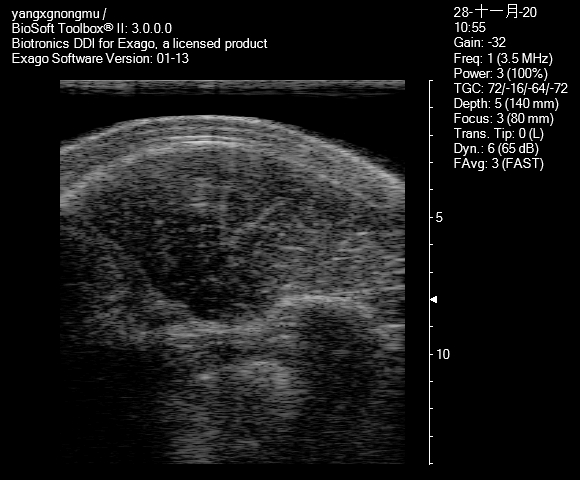 yangxgnongmu /
BioSoft Toolbox® II: 3.0.0.0
Biotronics DDI for Exago, a licensed product
Exago Software Version: 01-13
28-十一月-20
10:55
Gain: -32
Freq: 1 (3.5 MHz)
Power: 3 (100%)
TGC: 72/-16/-64/-72
Depth: 5 (140 mm)
Focus: 3 (80 mm)
Trans. Tip: 0 (L)
Dyn.: 6 (65 dB)
FAvg: 3 (FAST)
5
10